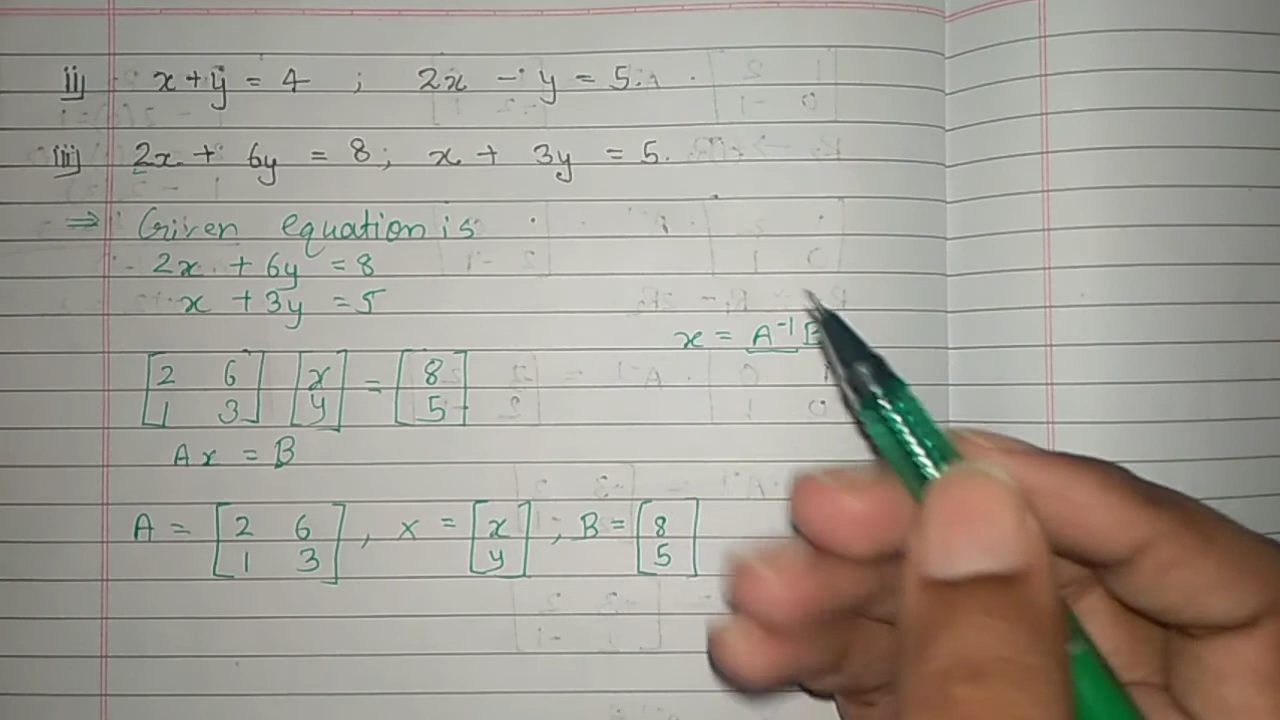 ii) x + y = 4 ; 2x - y = 5.
iii) 2x + 6y = 8; x + 3y = 5.
⇒ Given equation is
2x + 6y = 8
x + 3y = 5
x = A⁻¹ B
[2 6] [x] = [8]
[1 3] [y] [5]
Ax = B
A = [2 6], x = [x], B = [8]
[1 3] [y] [5]